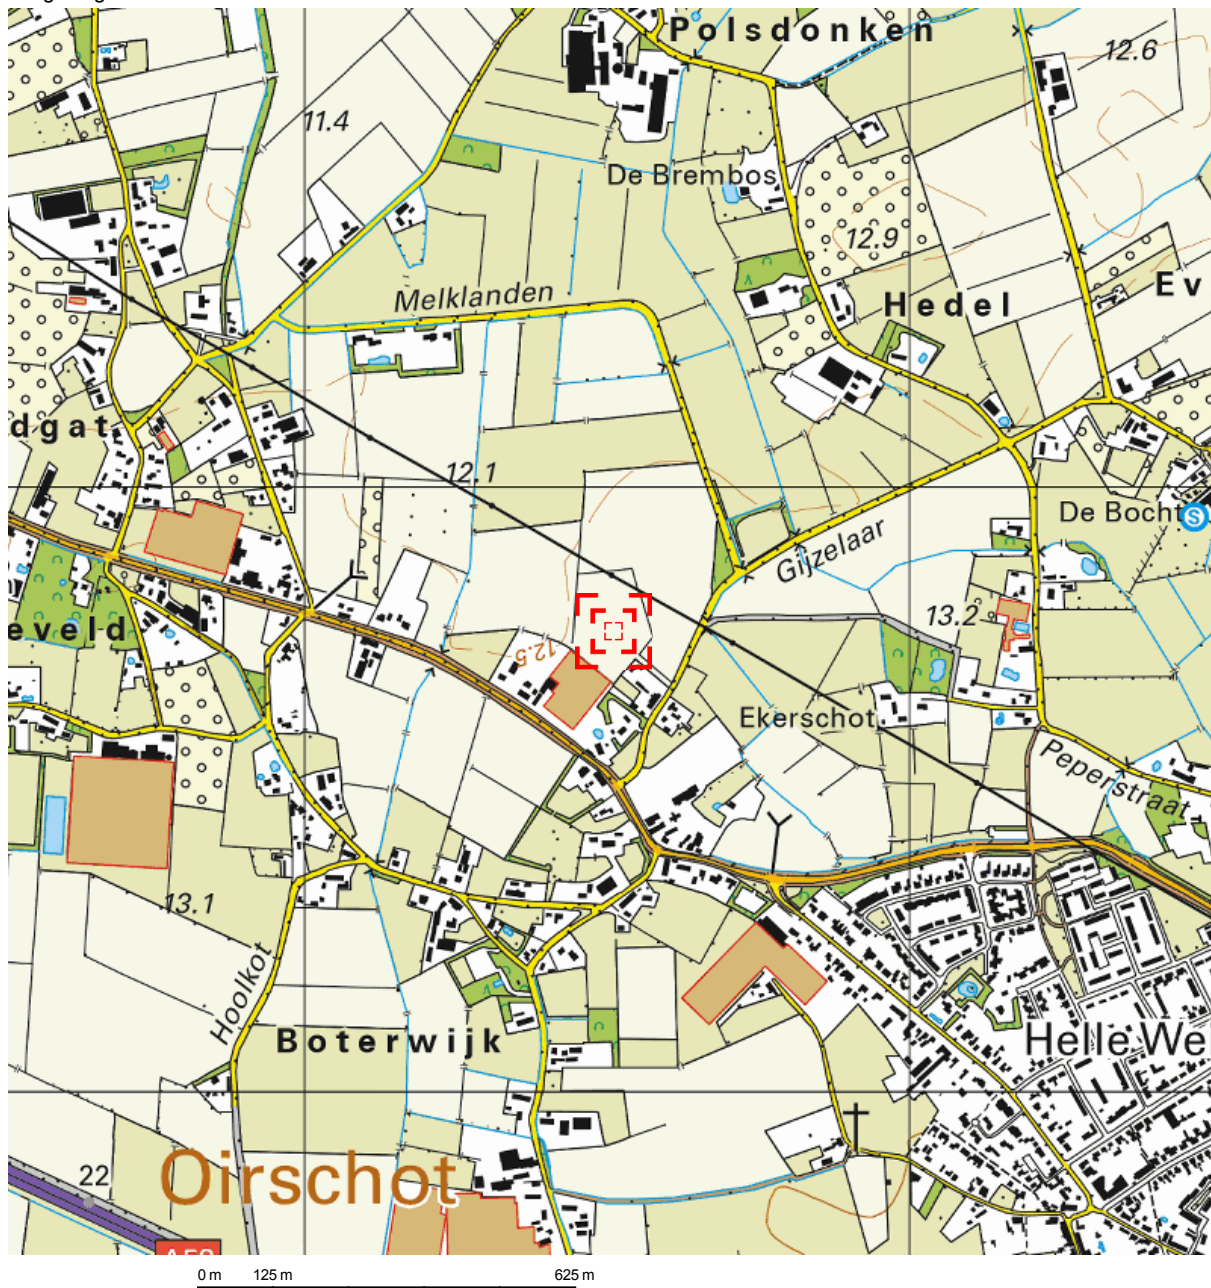 Polsdonken
12.6
11.4
De Brembos
12.9
Ev
Melklanden
Hedel
dgat
12.1
De Bocht
S
Gijzelaar
13.2
eveld
12.5
Ekerschot
Peperstraat
13.1
Hoolkot
Boterwijk
Helle We
Oirschot
22
0 m 125 m 625 m